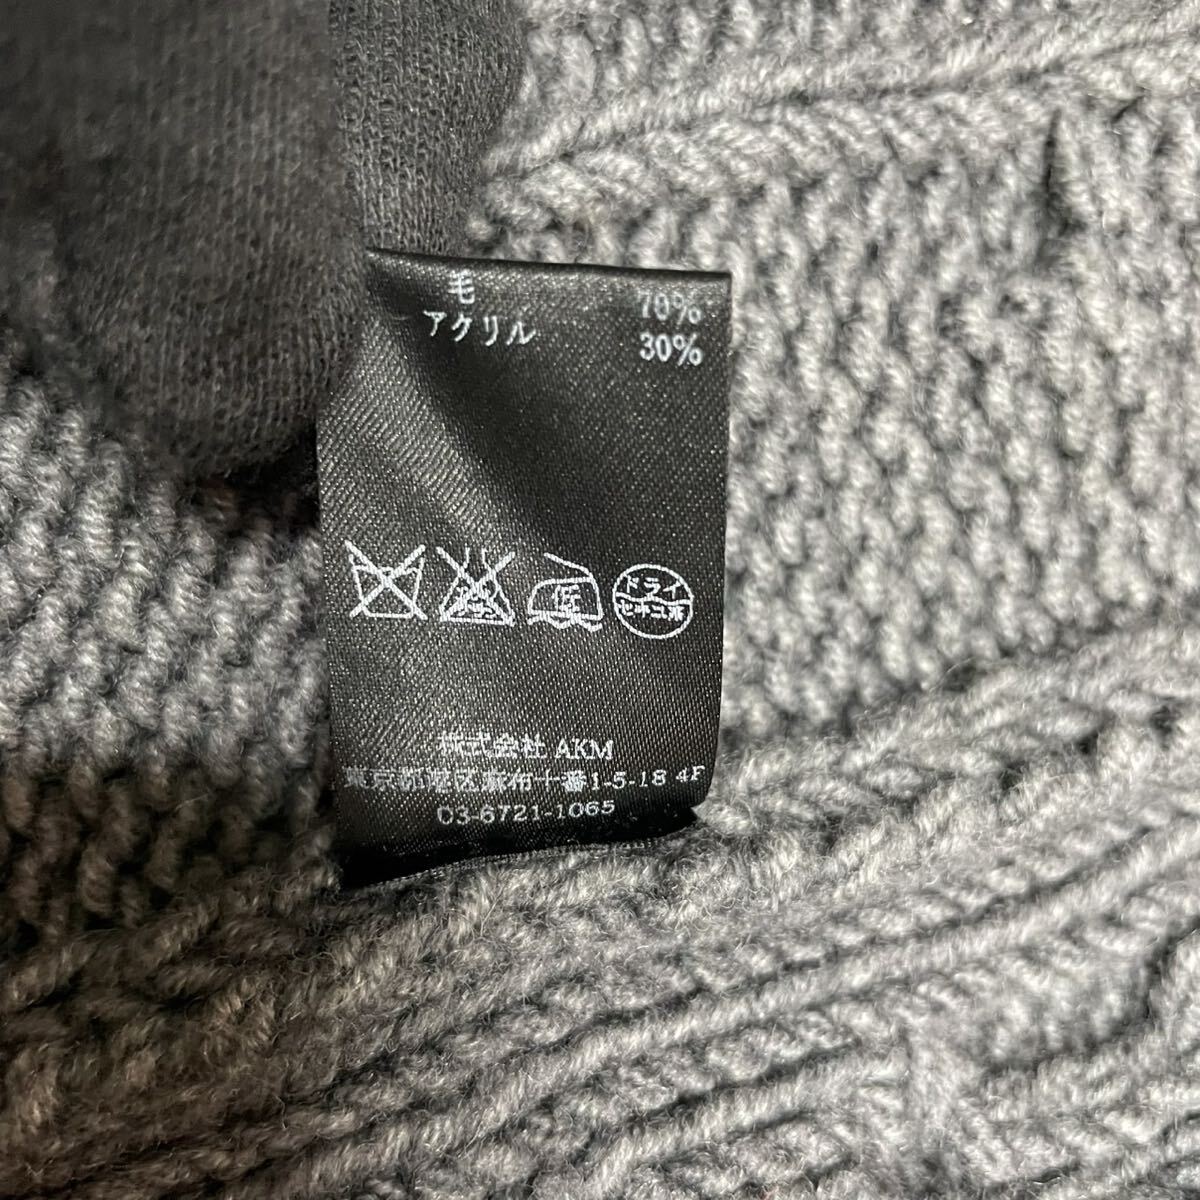 毛 70%
アクリル 30%
ドライ
セキユ系
株式会社 AKM
東京都港区麻布十番1-5-18 4F
03-6721-1065